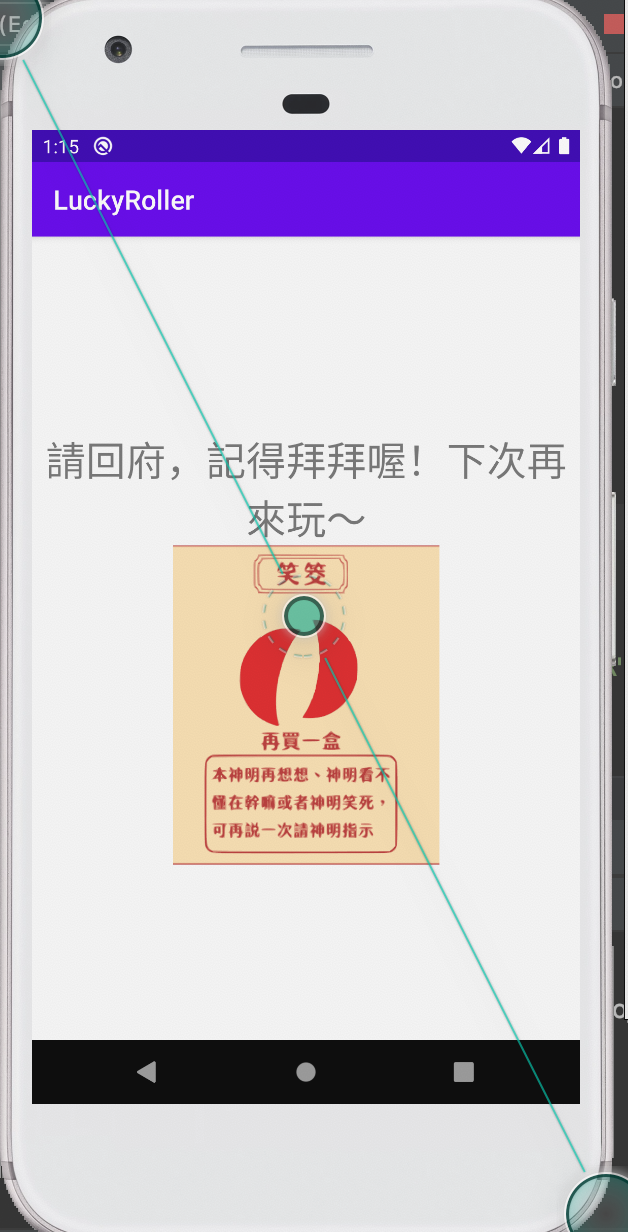 1:15
LuckyRoller
請回府，記得拜拜喔！下次再
來玩～
笑筊
再買一盒
本神明再想想、神明看不
懂在幹嘛或者神明笑死，
可再説一次請神明指示